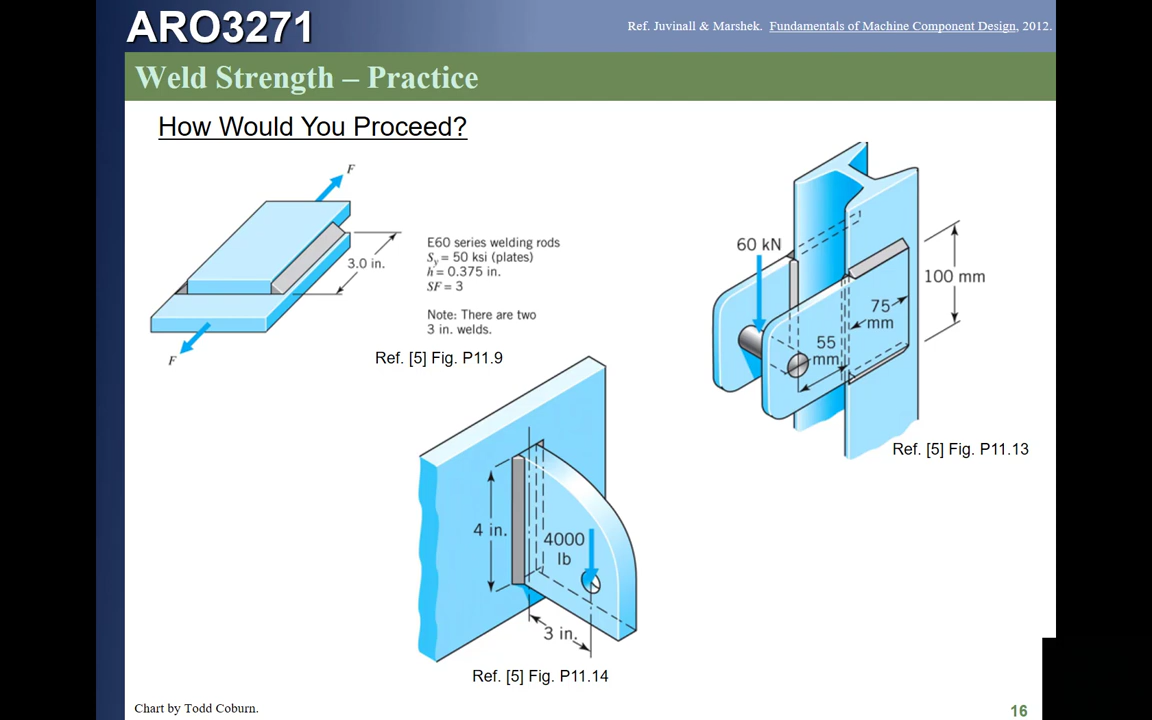 ARO3271
Ref. Juvinall & Marshek. Fundamentals of Machine Component Design, 2012.
Weld Strength – Practice
How Would You Proceed?
F
3.0 in.
F
E60 series welding rods
Sy = 50 ksi (plates)
h = 0.375 in.
SF = 3
Note: There are two
3 in. welds.
Ref. [5] Fig. P11.9
60 kN
100 mm
75
mm
55
mm
Ref. [5] Fig. P11.13
4 in.
4000
lb
3 in.
Ref. [5] Fig. P11.14
Chart by Todd Coburn.
16